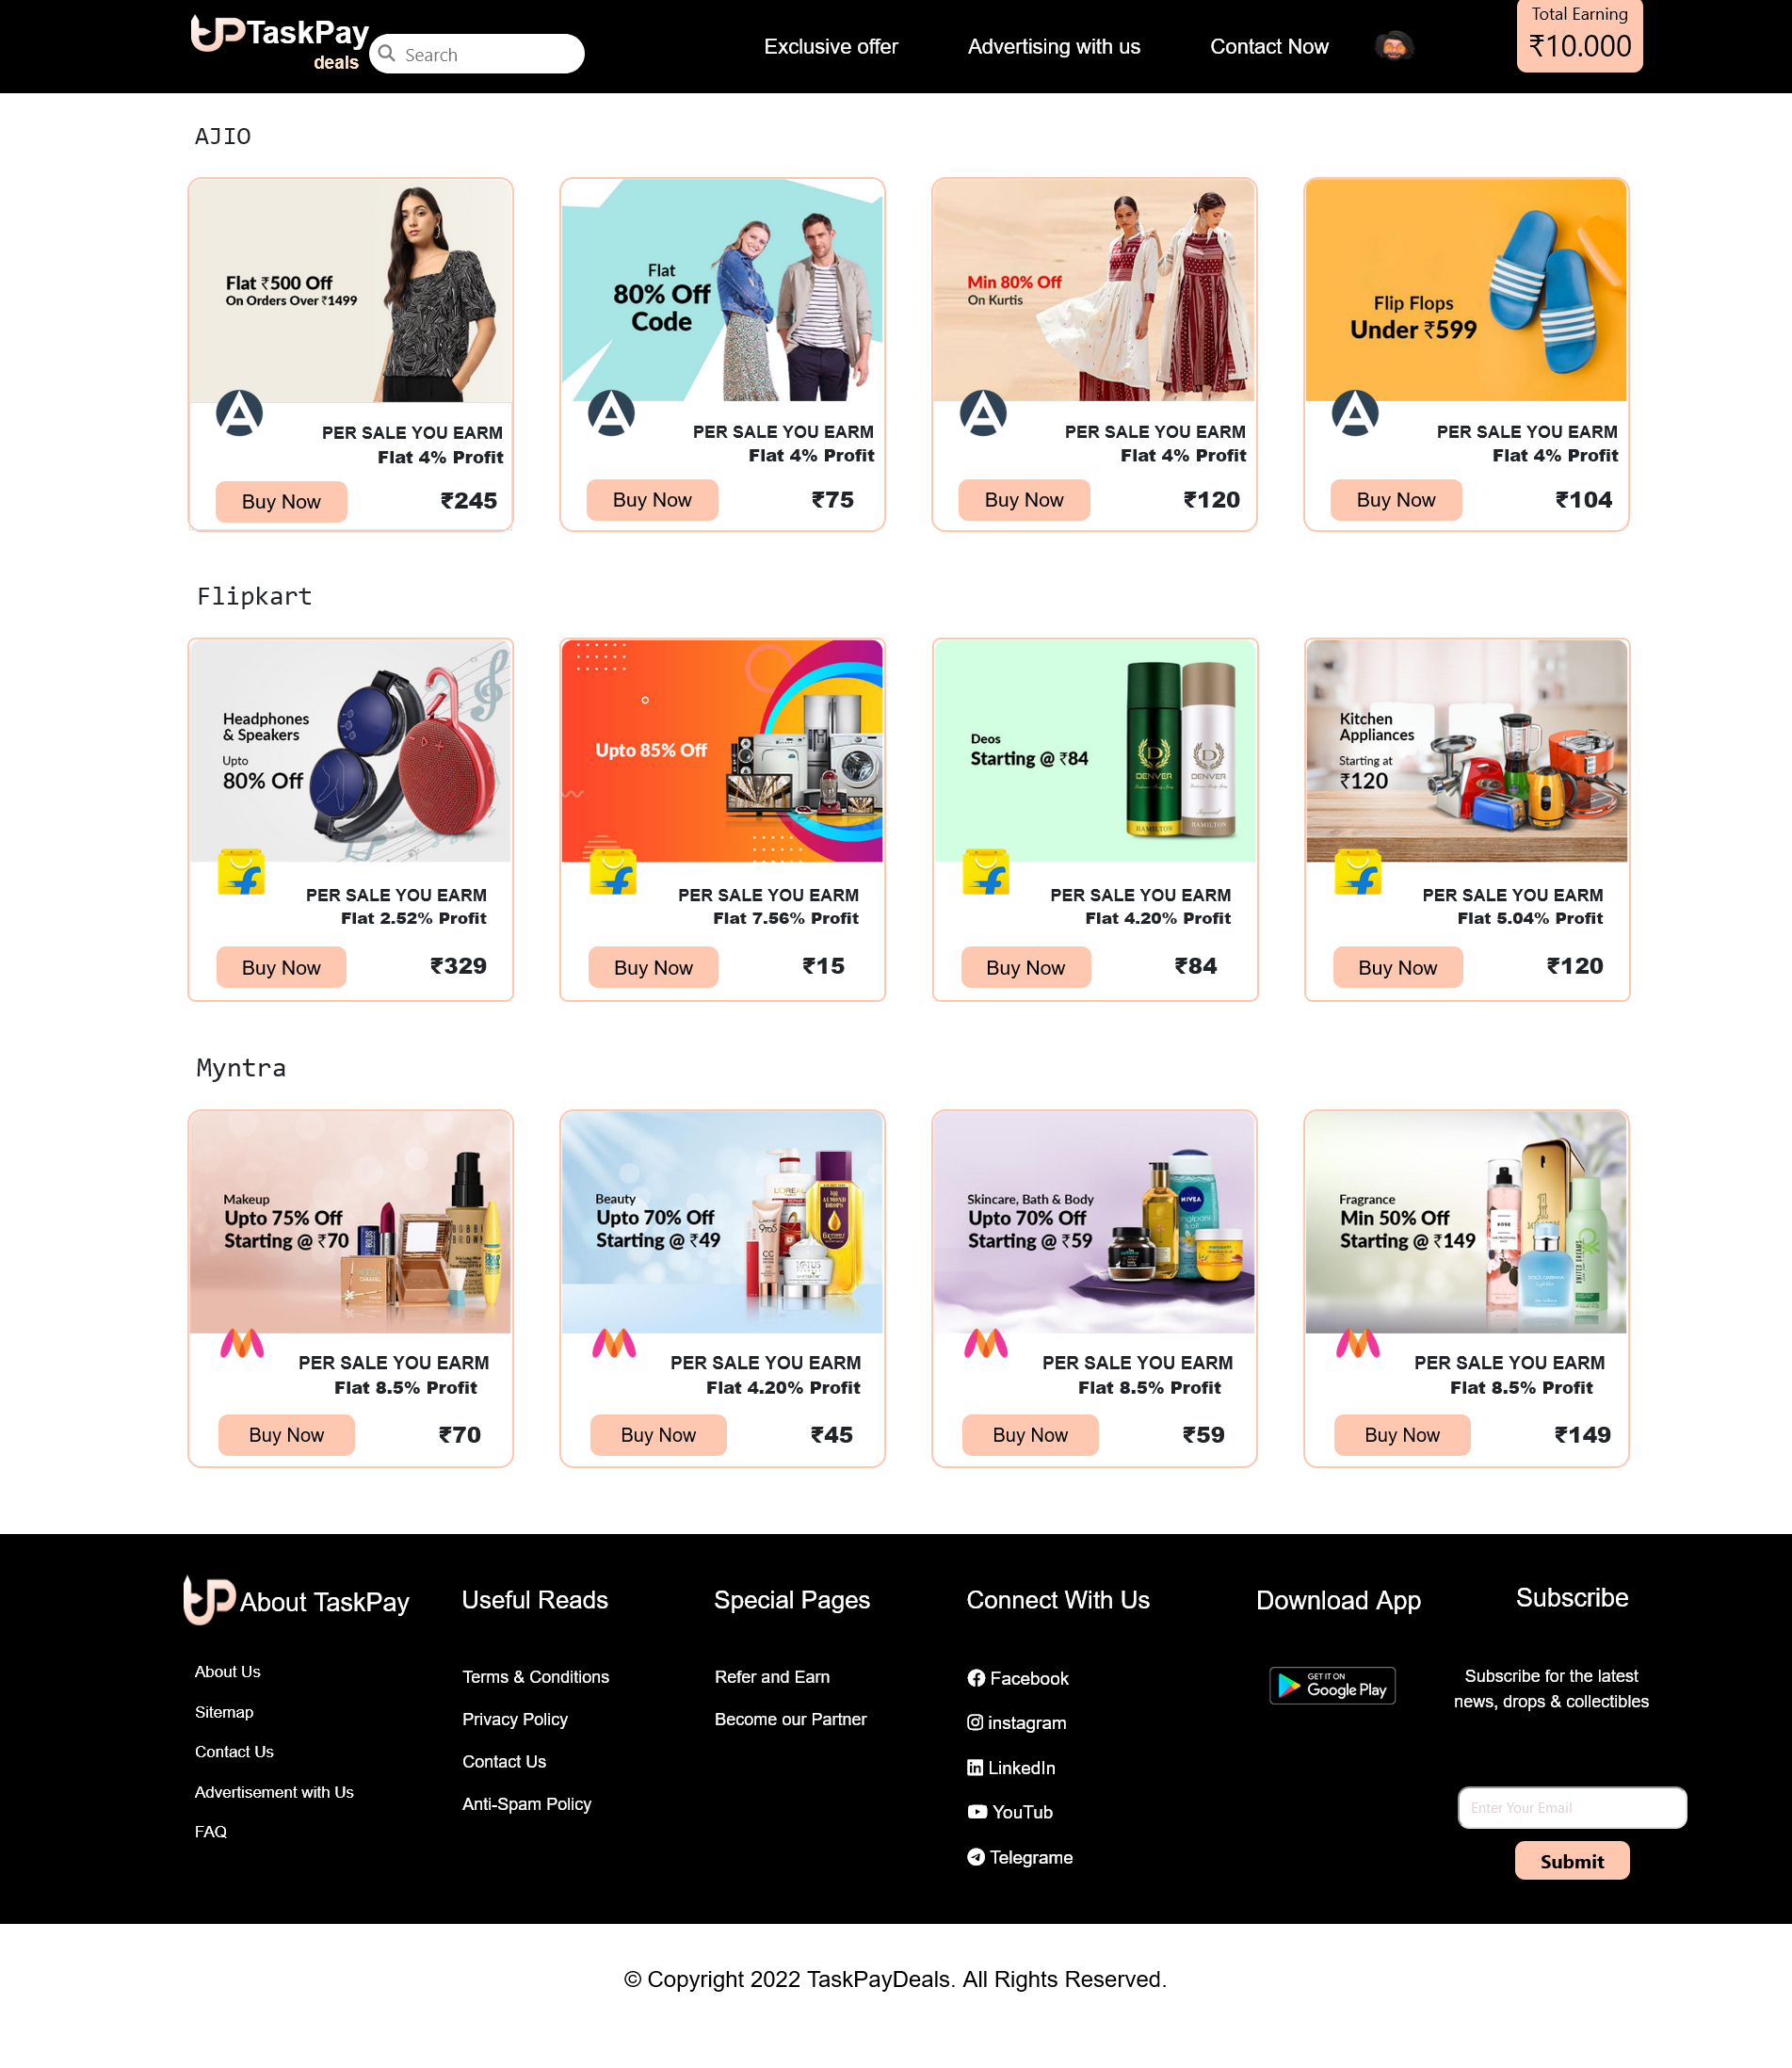 TaskPay
deals
Search
Exclusive offer
Advertising with us
Contact Now
Total Earning
₹10.000
AJIO
Flat ₹500 Off
On Orders Over ₹1499
PER SALE YOU EARM
Flat 4% Profit
Buy Now
₹245
Flat
80% Off
Code
PER SALE YOU EARM
Flat 4% Profit
Buy Now
₹75
Min 80% Off
On Kurtis
PER SALE YOU EARM
Flat 4% Profit
Buy Now
₹120
Flip Flops
Under ₹599
PER SALE YOU EARM
Flat 4% Profit
Buy Now
₹104
Flipkart
Headphones
& Speakers
Upto
80% Off
PER SALE YOU EARM
Flat 2.52% Profit
Buy Now
₹329
Upto 85% Off
PER SALE YOU EARM
Flat 7.56% Profit
Buy Now
₹15
Deos
Starting @ ₹84
DENVER
HAMILTON
DENVER
HAMILTON
PER SALE YOU EARM
Flat 4.20% Profit
Buy Now
₹84
Kitchen
Appliances
Starting at
₹120
PER SALE YOU EARM
Flat 5.04% Profit
Buy Now
₹120
Myntra
Makeup
Upto 75% Off
Starting @ ₹70
BOBBI
BROWN
PER SALE YOU EARM
Flat 8.5% Profit
Buy Now
₹70
Beauty
Upto 70% Off
Starting @ ₹49
L'OREAL
ALMOND
DROPS
9to5
CC
LOTUS
PER SALE YOU EARM
Flat 4.20% Profit
Buy Now
₹45
Skincare, Bath & Body
Upto 70% Off
Starting @ ₹59
NIVEA
PER SALE YOU EARM
Flat 8.5% Profit
Buy Now
₹59
Fragrance
Min 50% Off
Starting @ ₹149
ROSE
UNITED DREAMS
PER SALE YOU EARM
Flat 8.5% Profit
Buy Now
₹149
About TaskPay
About Us
Sitemap
Contact Us
Advertisement with Us
FAQ
Useful Reads
Terms & Conditions
Privacy Policy
Contact Us
Anti-Spam Policy
Special Pages
Refer and Earn
Become our Partner
Connect With Us
Facebook
instagram
LinkedIn
YouTub
Telegrame
Download App
GET IT ON
Google Play
Subscribe
Subscribe for the latest
news, drops & collectibles
Enter Your Email
Submit
© Copyright 2022 TaskPayDeals. All Rights Reserved.